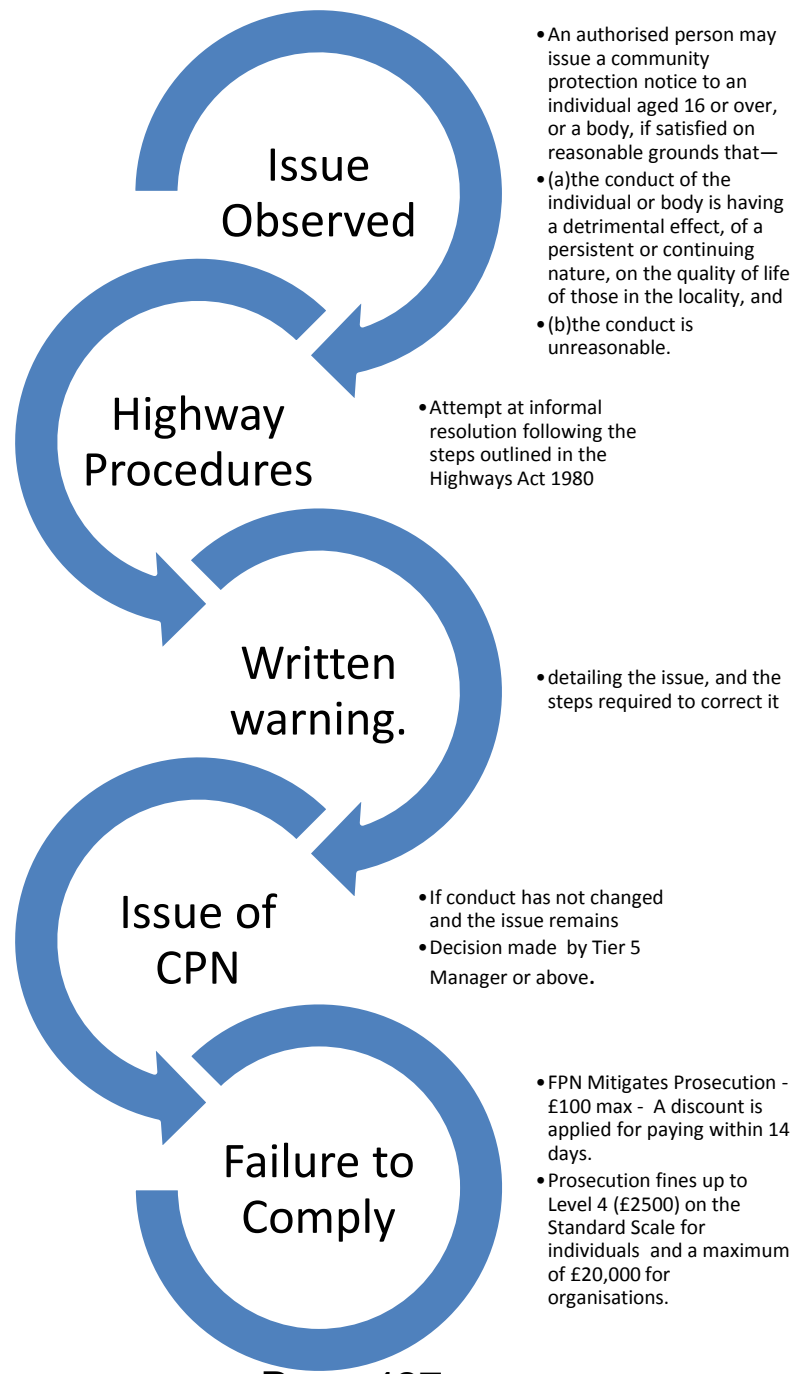 Issue
Observed
•An authorised person may
issue a community
protection notice to an
individual aged 16 or over,
or a body, if satisfied on
reasonable grounds that—
•(a)the conduct of the
individual or body is having
a detrimental effect, of a
persistent or continuing
nature, on the quality of life
of those in the locality, and
•(b)the conduct is
unreasonable.
Highway
Procedures
•Attempt at informal
resolution following the
steps outlined in the
Highways Act 1980
Written
warning.
•detailing the issue, and the
steps required to correct it
Issue of
CPN
•If conduct has not changed
and the issue remains
•Decision made by Tier 5
Manager or above.
Failure to
Comply
•FPN Mitigates Prosecution -
£100 max - A discount is
applied for paying within 14
days.
•Prosecution fines up to
Level 4 (£2500) on the
Standard Scale for
individuals and a maximum
of £20,000 for
organisations.